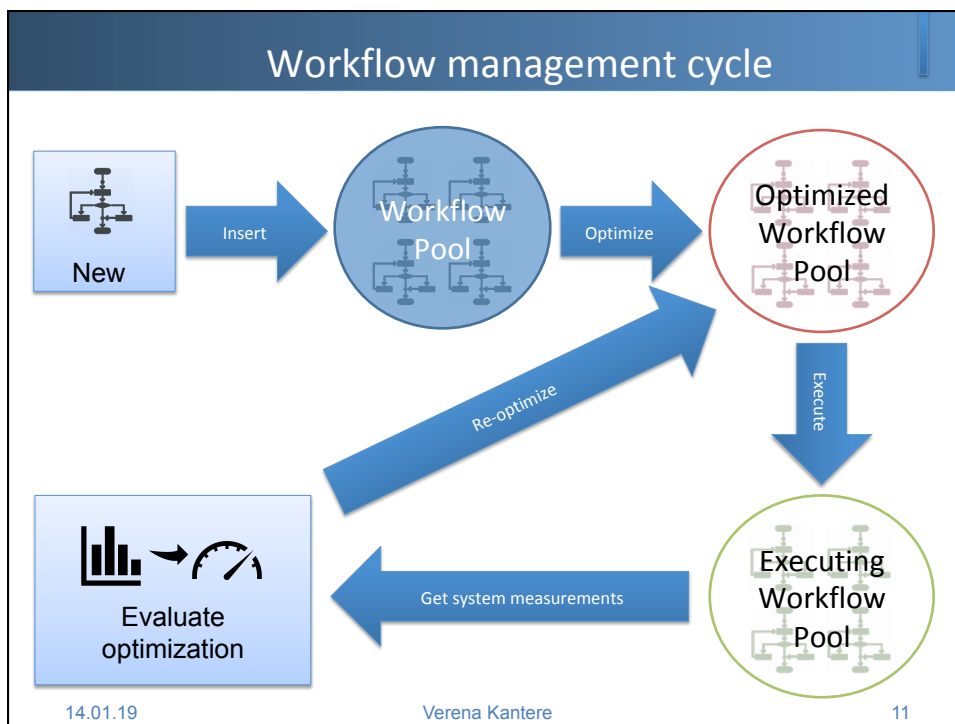 Workflow management cycle
New
Insert
Workflow
Pool
Optimize
Optimized
Workflow
Pool
Execute
Re-optimize
Executing
Workflow
Pool
Get system measurements
Evaluate
optimization
14.01.19
Verena Kantere
11